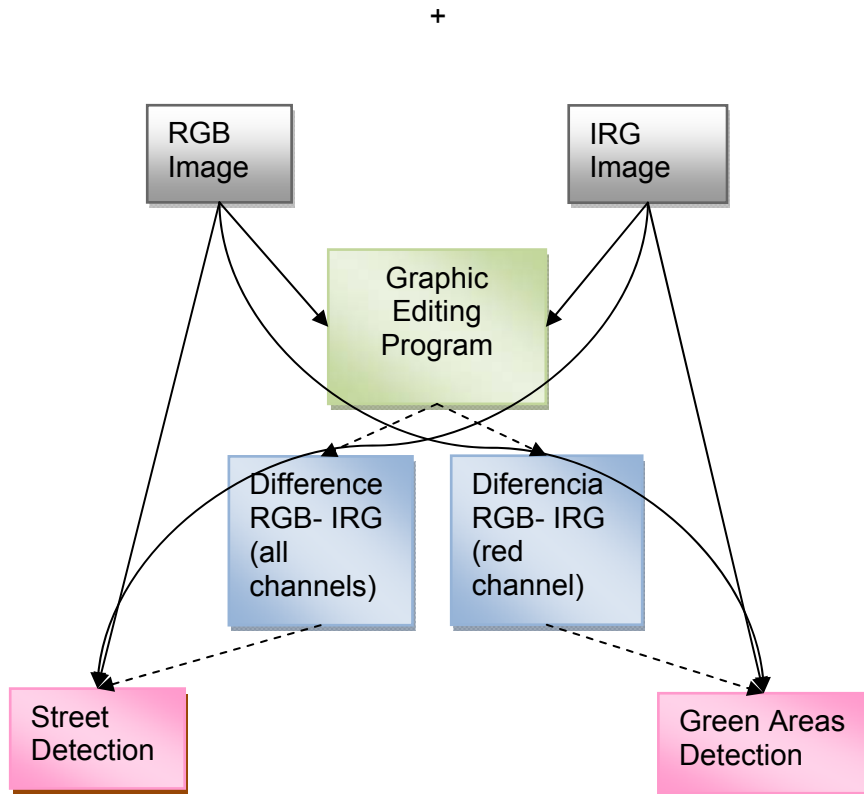 +
RGB
Image
IRG
Image
Graphic
Editing
Program
Difference
RGB- IRG
(all
channels)
Diferencia
RGB- IRG
(red
channel)
Street
Detection
Green Areas
Detection